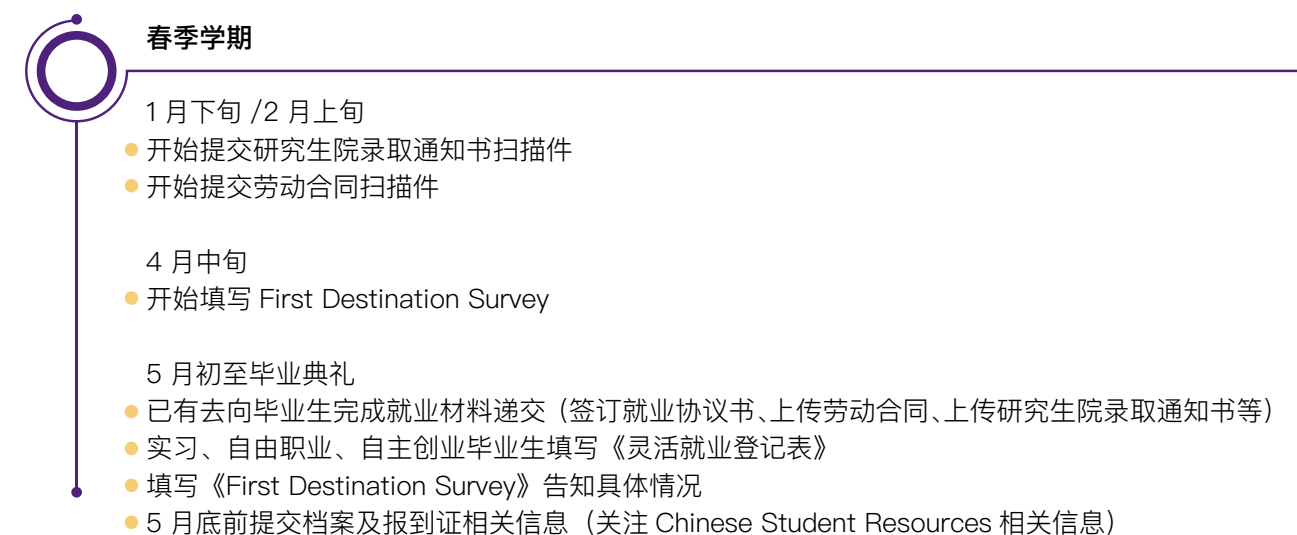 春季学期
1 月下旬 /2 月上旬
开始提交研究生院录取通知书扫描件
开始提交劳动合同扫描件
4 月中旬
开始填写 First Destination Survey
5 月初至毕业典礼
已有去向毕业生完成就业材料递交（签订就业协议书、上传劳动合同、上传研究生院录取通知书等）
实习、自由职业、自主创业毕业生填写《灵活就业登记表》
填写《First Destination Survey》告知具体情况
5 月底前提交档案及报到证相关信息（关注 Chinese Student Resources 相关信息）